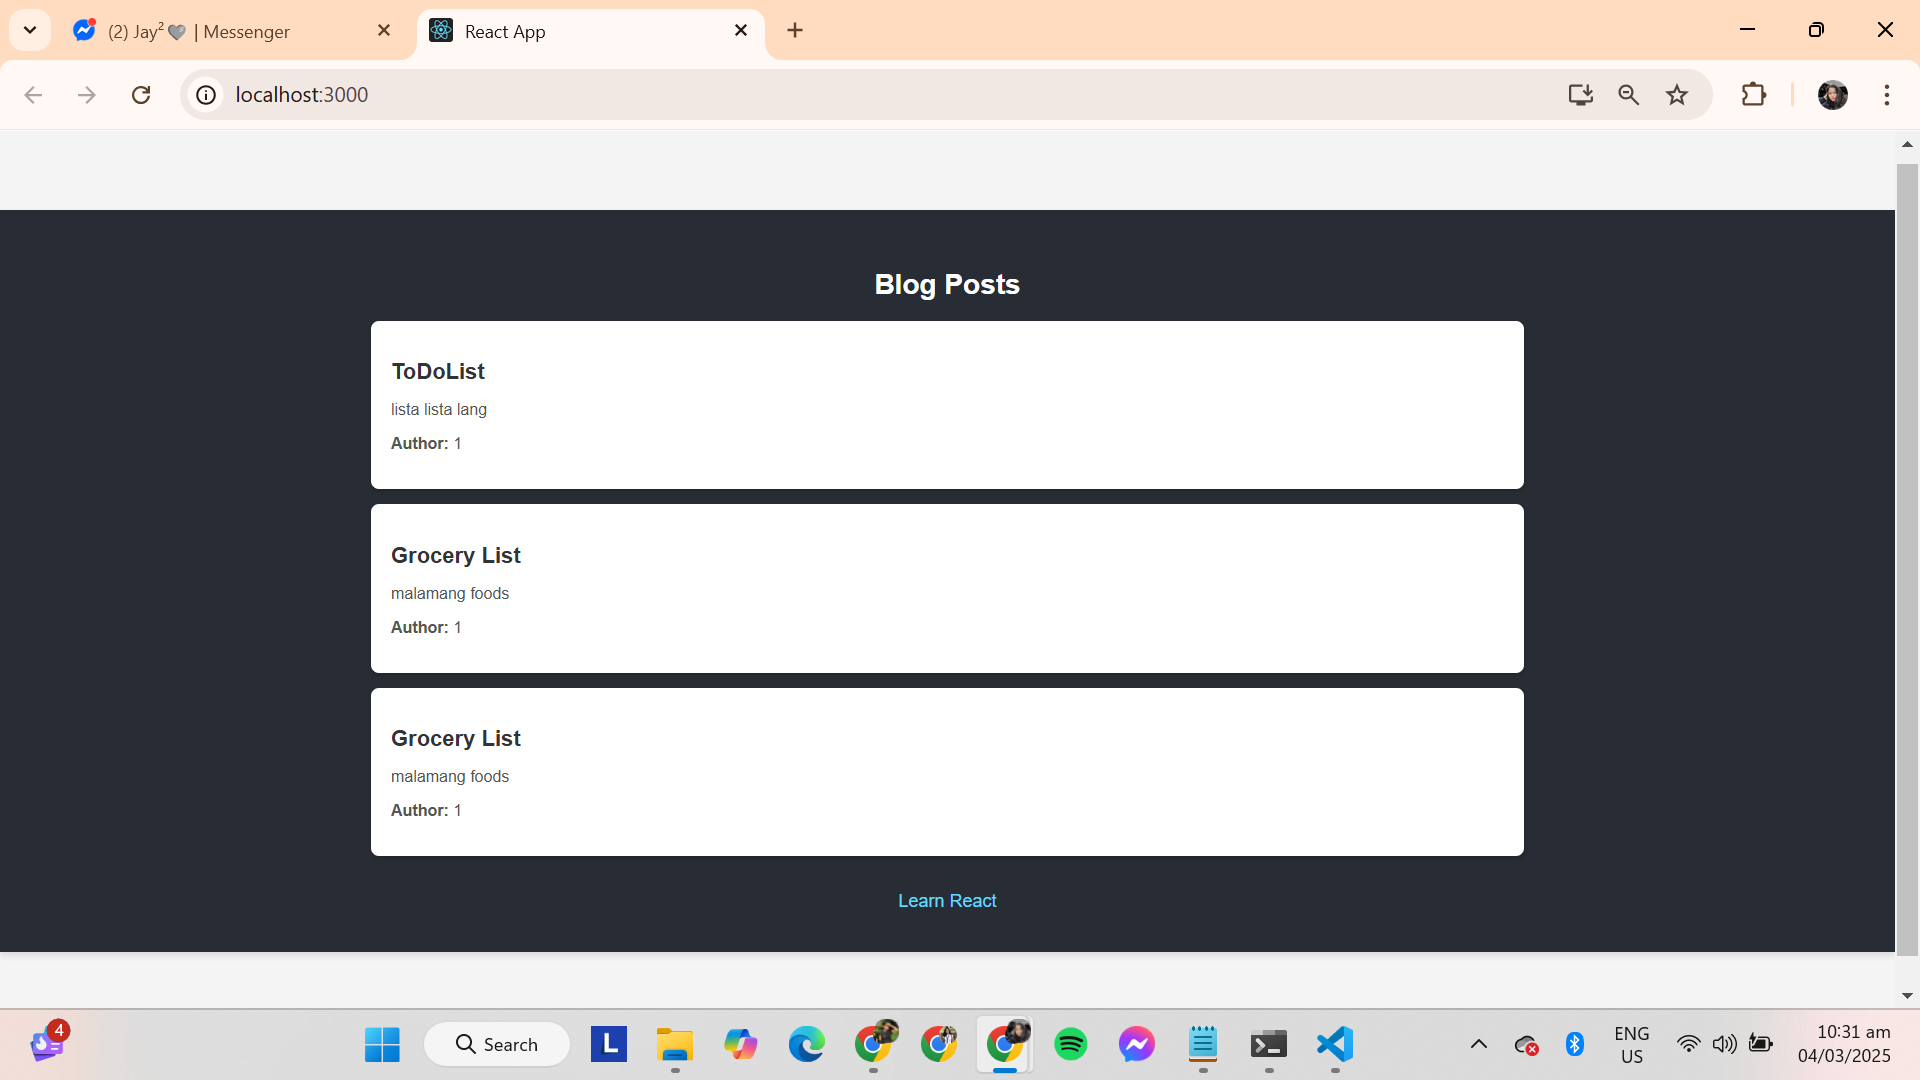 (2) Jay²🩶 | Messenger
React App
localhost:3000
Blog Posts
ToDoList
lista lista lang
Author: 1
Grocery List
malamang foods
Author: 1
Grocery List
malamang foods
Author: 1
Learn React
4
Search
L
ENG
US
10:31 am
04/03/2025